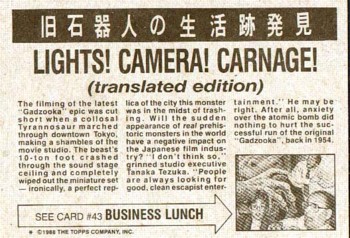 旧石器人の生活跡発見
LIGHTS! CAMERA! CARNAGE!
(translated edition)
The filming of the latest
"Gadzooka" epic was cut
short when a collosal
Tyrannosaur marched
through downtown Tokyo,
making a shambles of the
movie studio. The beast's
10-ton foot crashed
through the sound stage
ceiling and completely
wiped out the miniature set
— ironically, a perfect rep-
lica of the city this monster
was in the midst of trash-
ing. Will the sudden
appearance of real prehis-
toric monsters in the world
have a negative impact on
the Japanese film indus-
try? "I don't think so,"
grinned studio executive
Tanaka Tezuka. "People
are always looking for
good, clean escapist enter-
tainment." He may be
right. After all, anxiety
over the atomic bomb did
nothing to hurt the suc-
cessful run of the original
"Gadzooka", back in 1954.
SEE CARD #43 BUSINESS LUNCH
©1988 THE TOPPS COMPANY, INC.